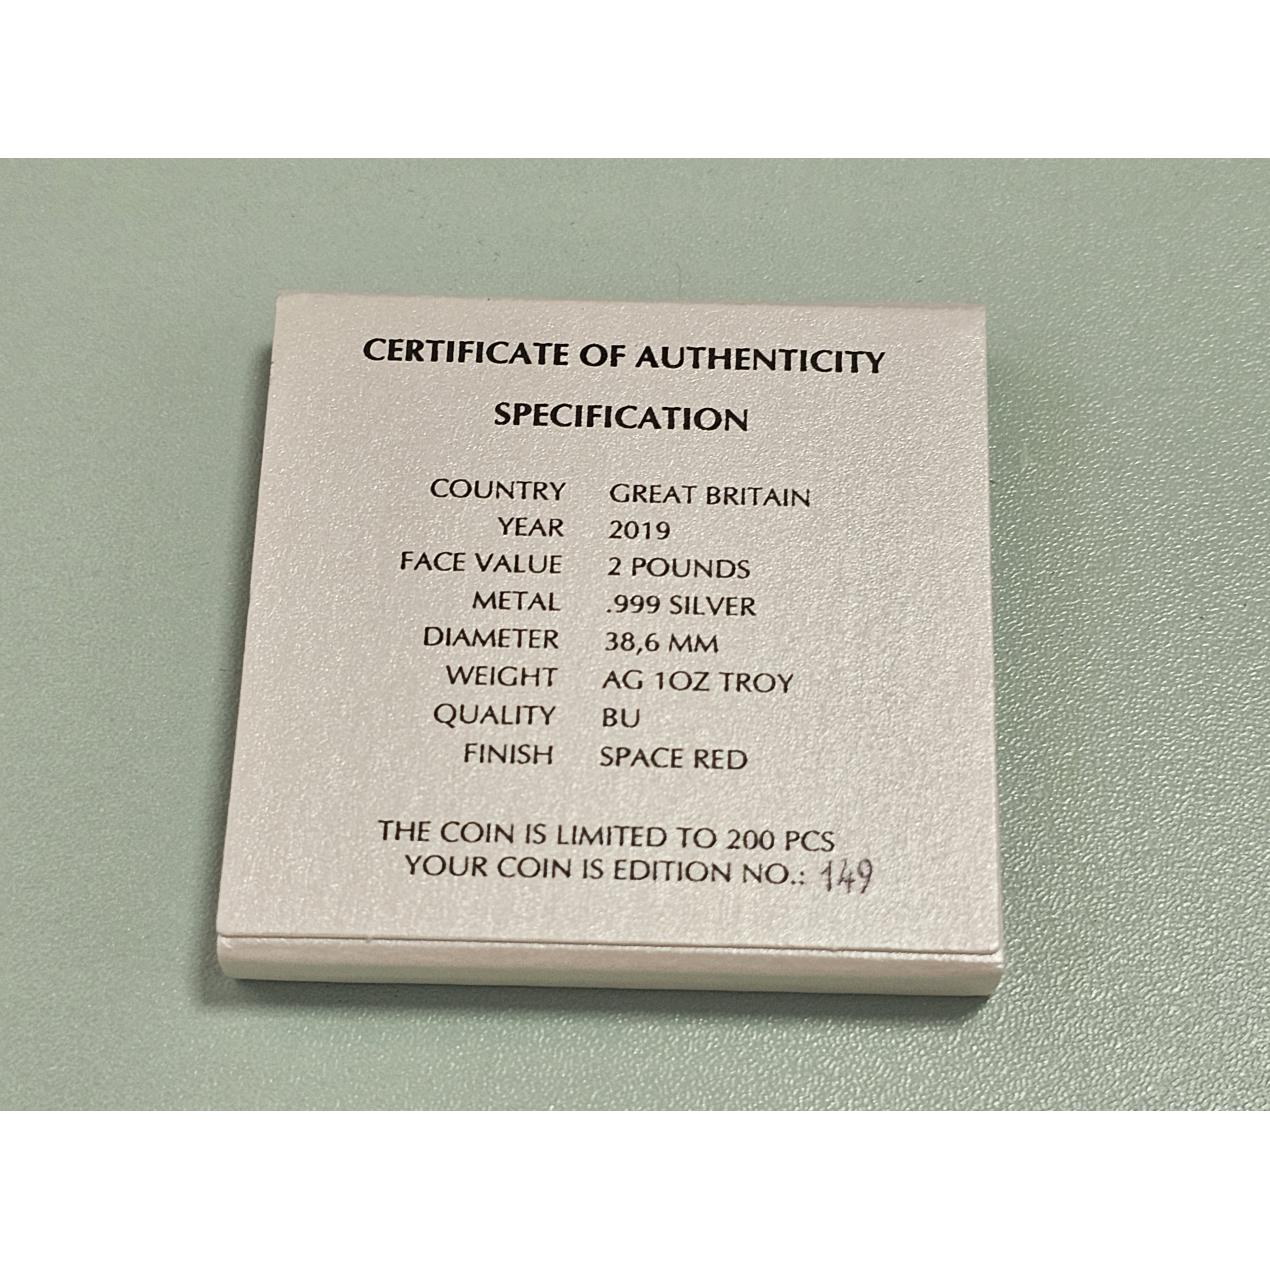 CERTIFICATE OF AUTHENTICITY
SPECIFICATION
COUNTRY GREAT BRITAIN
YEAR 2019
FACE VALUE 2 POUNDS
METAL .999 SILVER
DIAMETER 38,6 MM
WEIGHT AG 1OZ TROY
QUALITY BU
FINISH SPACE RED
THE COIN IS LIMITED TO 200 PCS
YOUR COIN IS EDITION NO.: 149